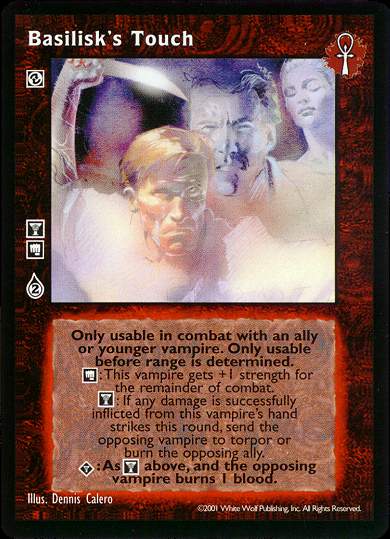 Basilisk's Touch
2
Only usable in combat with an ally
or younger vampire. Only usable
before range is determined.
:This vampire gets +1 strength for
the remainder of combat.
: If any damage is successfully
inflicted from this vampire's hand
strikes this round, send the
opposing vampire to torpor or
burn the opposing ally.
:As above, and the opposing
vampire burns 1 blood.
Illus. Dennis Calero
©2001 White Wolf Publishing, Inc. All Rights Reserved.